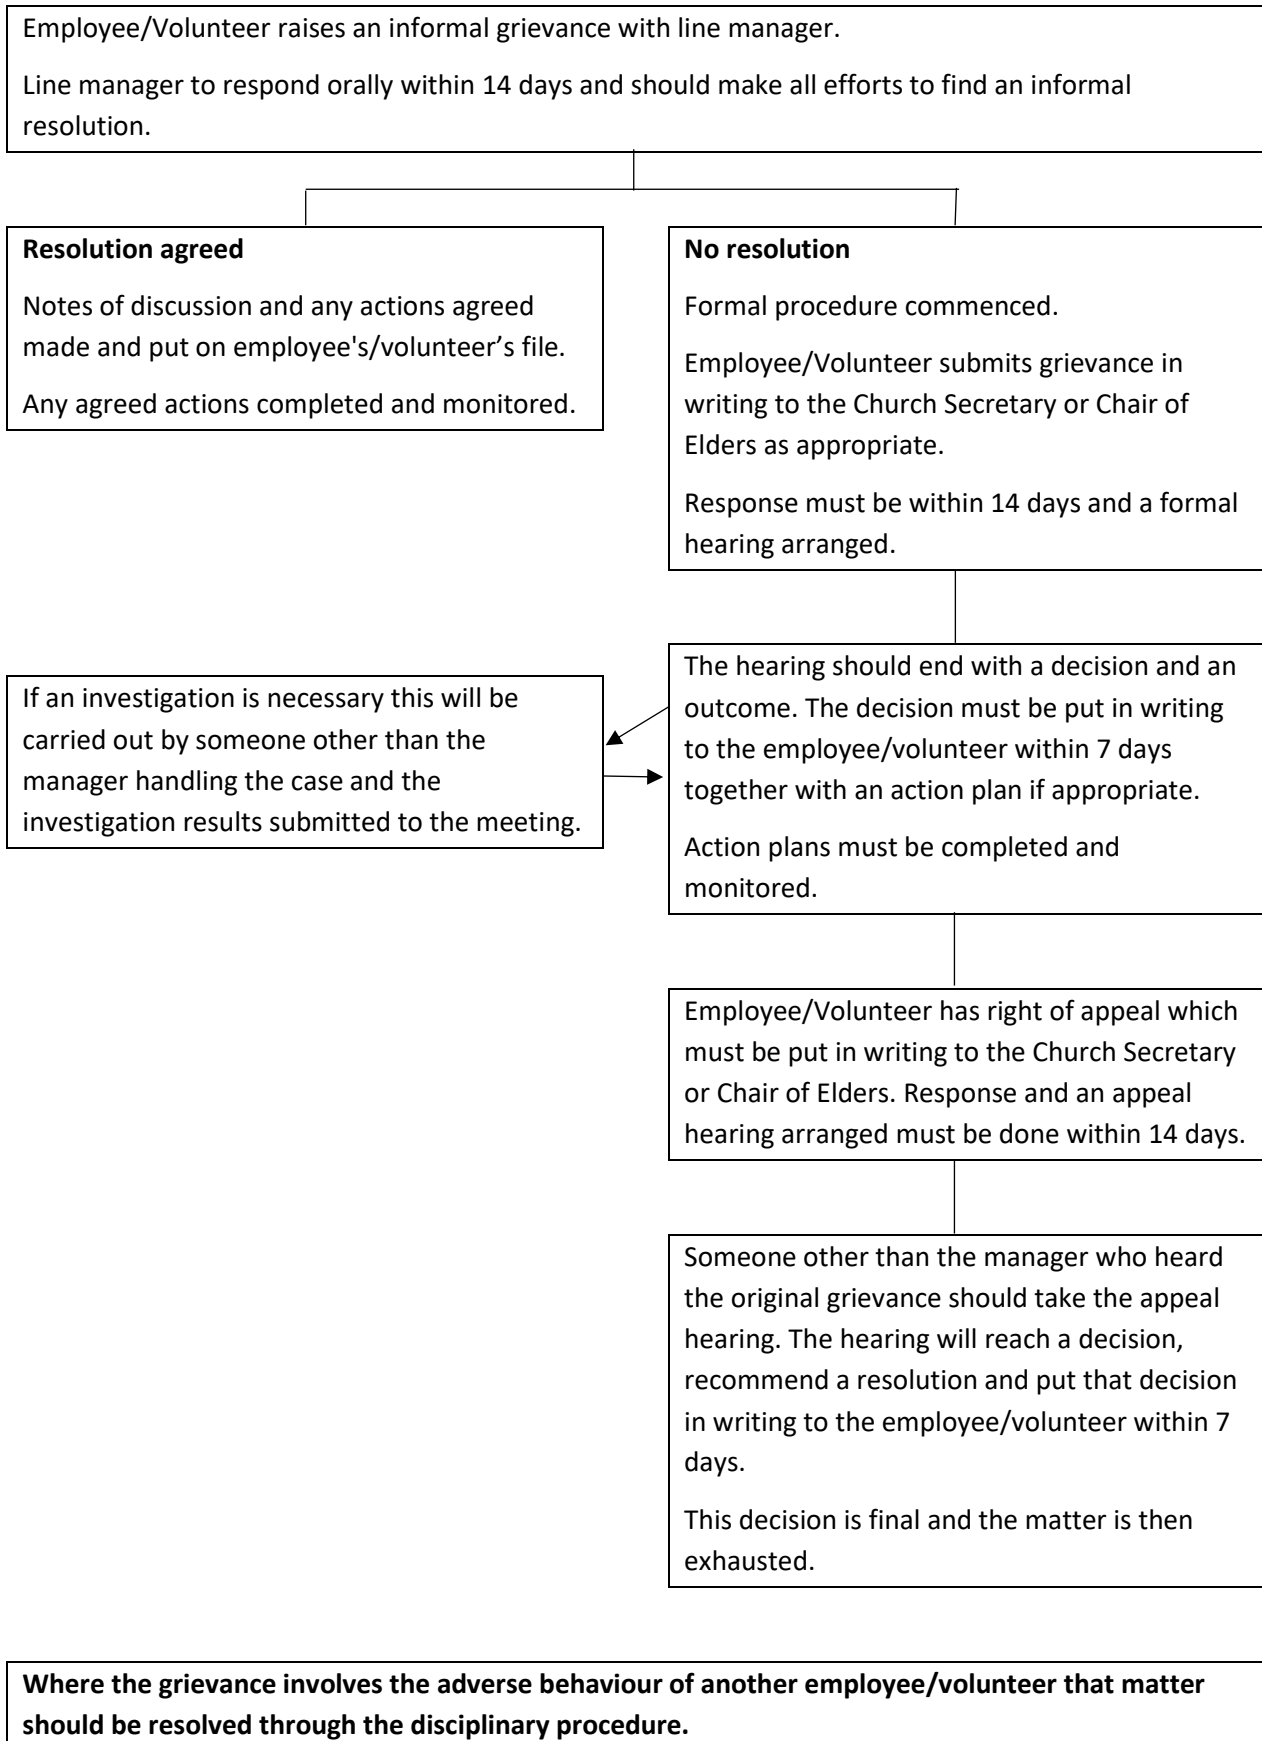 Employee/Volunteer raises an informal grievance with line manager.
Line manager to respond orally within 14 days and should make all efforts to find an informal
resolution.
Resolution agreed
Notes of discussion and any actions agreed
made and put on employee's/volunteer’s file.
Any agreed actions completed and monitored.
No resolution
Formal procedure commenced.
Employee/Volunteer submits grievance in
writing to the Church Secretary or Chair of
Elders as appropriate.
Response must be within 14 days and a formal
hearing arranged.
If an investigation is necessary this will be
carried out by someone other than the
manager handling the case and the
investigation results submitted to the meeting.
The hearing should end with a decision and an
outcome. The decision must be put in writing
to the employee/volunteer within 7 days
together with an action plan if appropriate.
Action plans must be completed and
monitored.
Employee/Volunteer has right of appeal which
must be put in writing to the Church Secretary
or Chair of Elders. Response and an appeal
hearing arranged must be done within 14 days.
Someone other than the manager who heard
the original grievance should take the appeal
hearing. The hearing will reach a decision,
recommend a resolution and put that decision
in writing to the employee/volunteer within 7
days.
This decision is final and the matter is then
exhausted.
Where the grievance involves the adverse behaviour of another employee/volunteer that matter
should be resolved through the disciplinary procedure.